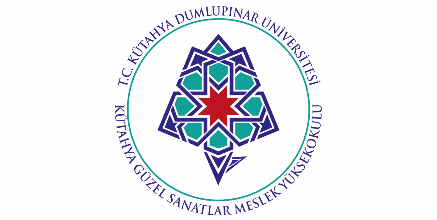 T.C. KÜTAHYA DUMLUPINAR ÜNİVERSİTESİ
KÜTAHYA GÜZEL SANATLAR MESLEK YÜKSEKOKULU